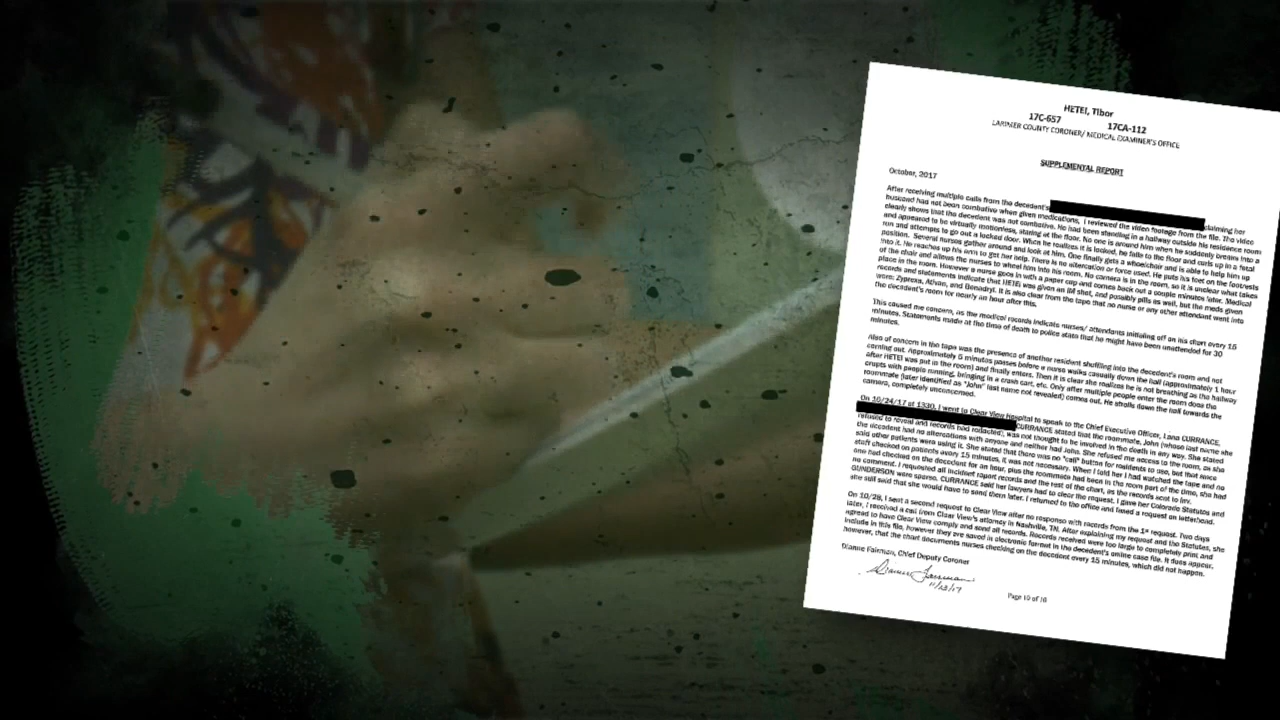 HETEI, Tibor
17C-657 17CA-112
LARIMER COUNTY CORONER/ MEDICAL EXAMINER'S OFFICE
SUPPLEMENTAL REPORT
October, 2017
After receiving multiple calls from the decedent's claiming her
husband had not been combative when given medications, I reviewed the video footage from the file. The video
clearly shows that the decedent was not combative. He had been standing in a hallway outside his residence room
and appeared to be virtually motionless, staring at the floor. No one is around him when he suddenly breaks into a
run and attempts to go out a locked door. When he realizes it is locked, he falls to the floor and curls up in a fetal
position. Several nurses gather around and look at him. One finally gets a wheelchair and is able to help him up
into it. He reaches up his arm to get her help. There is no altercation or force used. He puts his feet on the footrests
of the chair and allows the nurses to wheel him into his room. No camera is in the room, so it is unclear what takes
place in the room. However a nurse goes in with a paper cup and comes back out a couple minutes later. Medical
records and statements indicate that HETEI was given an IM shot, and possibly pills as well, but the meds given
were; Zyprexa, Ativan, and Benadryl. It is also clear from the tape that no nurse or any other attendant went into
the decedent's room for nearly an hour after this.
This caused me concern, as the medical records indicate nurses/ attendants initialing off on his chart every 15
minutes. Statements made at the time of death to police state that he might have been unattended for 30
minutes.
Also of concern in the tape was the presence of another resident shuffling into the decedent's room and not
coming out. Approximately 5 minutes passes before a nurse walks casually down the hall (approximately 1 hour
after HETEI was put in the room) and finally enters. Then it is clear she realizes he is not breathing as the hallway
erupts with people running, bringing in a crash cart, etc. Only after multiple people enter the room does the
roommate (later identified as "John" last name not revealed) comes out. He strolls down the hall towards the
camera, completely unconcerned.
On 10/24/17 at 1330, I went to Clear View Hospital to speak to the Chief Executive Officer, Lana CURRANCE,
CURRANCE stated that the roommate, John (whose last name she
refused to reveal and records had redacted), was not thought to be involved in the death in any way. She stated
the decedent had no altercations with anyone and neither had John. She refused me access to the room, as she
said other patients were using it. She stated that there was no "call" button for residents to use, but that since
staff checked on patients every 15 minutes, it was not necessary. When I told her I had watched the tape and no
one had checked on the decedent for an hour, plus the roommate had been in the room part of the time, she had
no comment. I requested all incident report records and the rest of the chart, as the records sent to Inv.
GUNDERSON were sparse. CURRANCE said her lawyers had to clear the request. I gave her Colorado Statutes and
she still said that she would have to send them later. I returned to the office and faxed a request on letterhead.
On 10/28, I sent a second request to Clear View after no response with records from the 1st request. Two days
later, I received a call from Clear View's attorney in Nashville, TN. After explaining my request and the Statutes, she
agreed to have Clear View comply and send all records. Records received were too large to completely print and
include in this file, however they are saved in electronic format in the decedent's online case file. It does appear,
however, that the chart documents nurses checking on the decedent every 15 minutes, which did not happen.
Dianne Fairman, Chief Deputy Coroner
Page 10 of 16